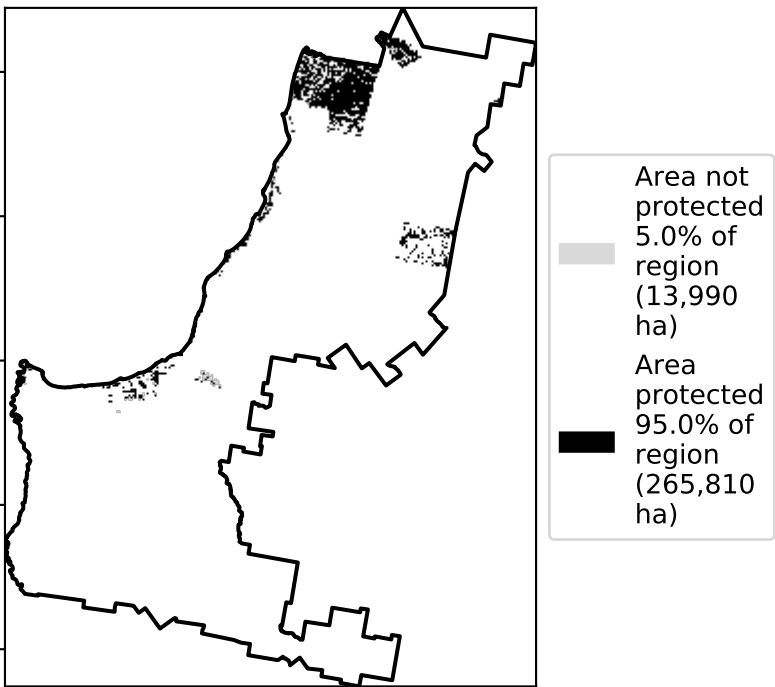 Area not
protected
5.0% of
region
(13,990
ha)
Area
protected
95.0% of
region
(265,810
ha)